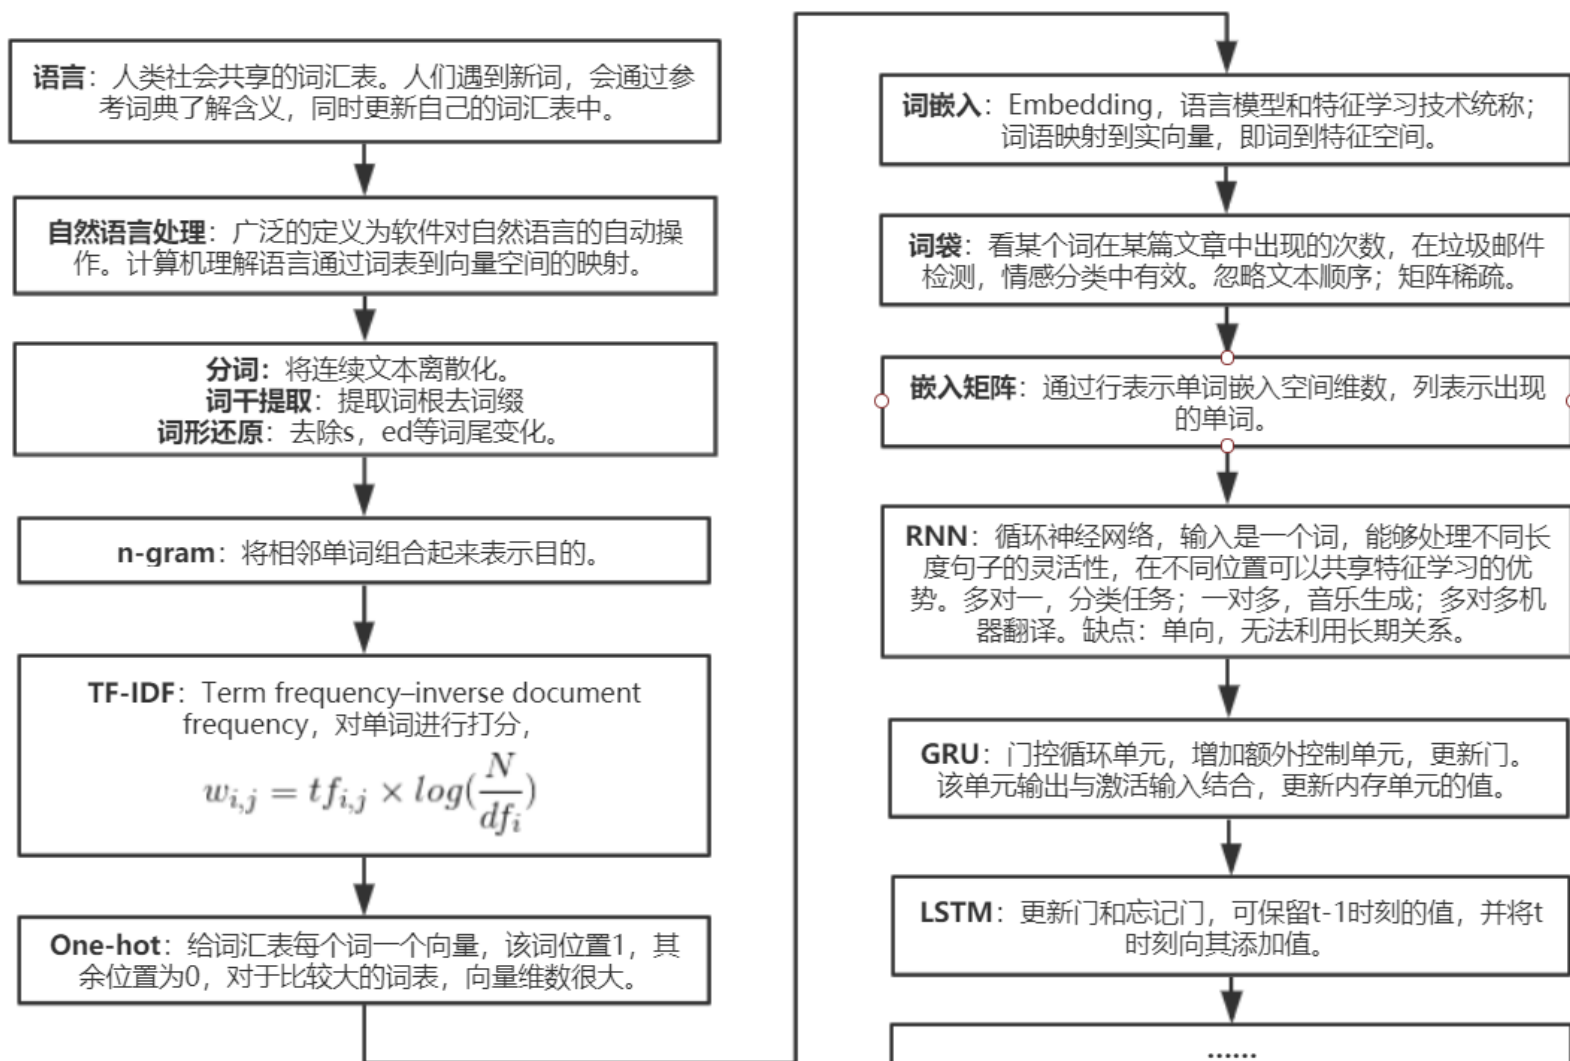 语言：人类社会共享的词汇表。人们遇到新词，会通过参
考词典了解含义，同时更新自己的词汇表中。
自然语言处理：广泛的定义为软件对自然语言的自动操
作。计算机理解语言通过词表到向量空间的映射。
分词：将连续文本离散化。
词干提取：提取词根去词缀
词形还原：去除s，ed等词尾变化。
n-gram：将相邻单词组合起来表示目的。
TF-IDF：Term frequency–inverse document
frequency，对单词进行打分，
$w_{i,j} = tf_{i,j} \times log(\frac{N}{df_i})$
One-hot：给词汇表每个词一个向量，该词位置1，其
余位置为0，对于比较大的词表，向量维数很大。
词嵌入：Embedding，语言模型和特征学习技术统称；
词语映射到实向量，即词到特征空间。
词袋：看某个词在某篇文章中出现的次数，在垃圾邮件
检测，情感分类中有效。忽略文本顺序；矩阵稀疏。
嵌入矩阵：通过行表示单词嵌入空间维数，列表示出现
的单词。
RNN：循环神经网络，输入是一个词，能够处理不同长
度句子的灵活性，在不同位置可以共享特征学习的优
势。多对一，分类任务；一对多，音乐生成；多对多机
器翻译。缺点：单向，无法利用长期关系。
GRU：门控循环单元，增加额外控制单元，更新门。
该单元输出与激活输入结合，更新内存单元的值。
LSTM：更新门和忘记门，可保留t-1时刻的值，并将t
时刻向其添加值。
......